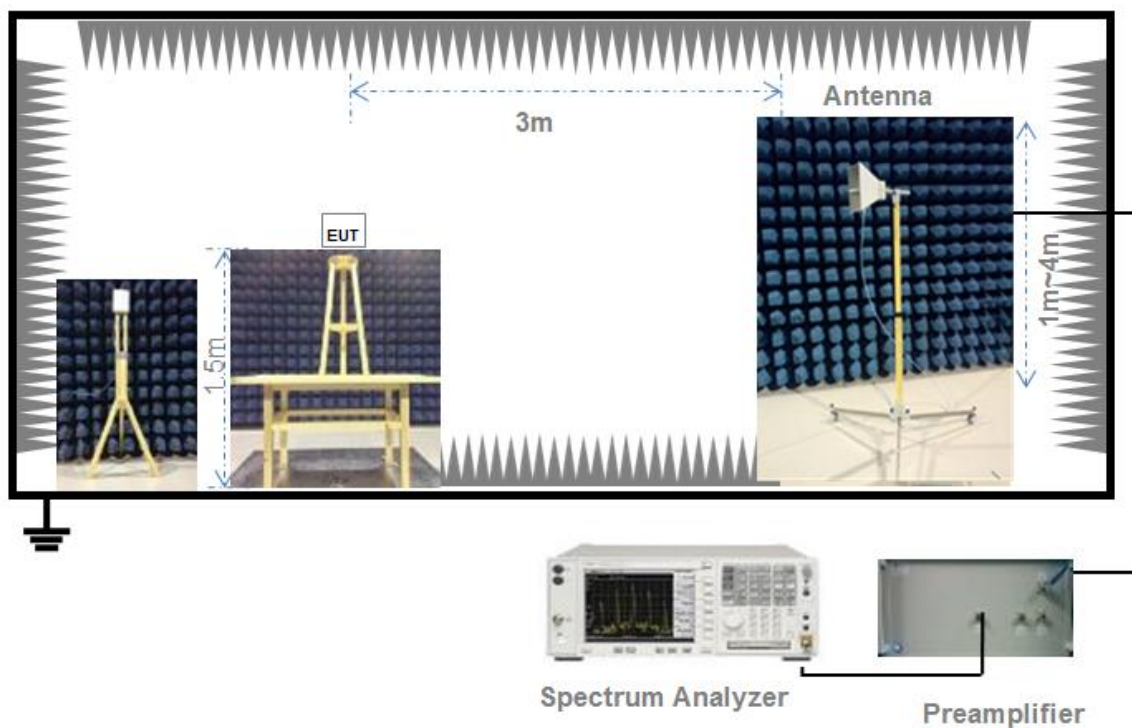 3m
Antenna
EUT
1.5m
1m~4m
Spectrum Analyzer
Preamplifier